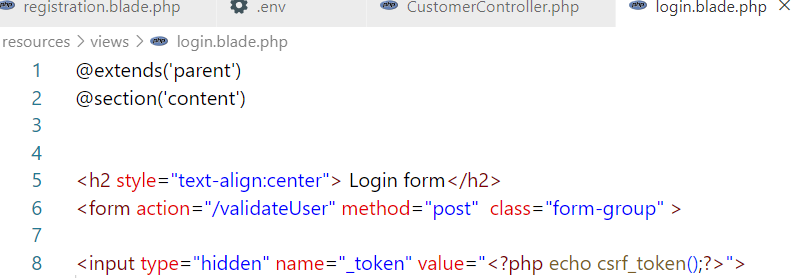 registration.blade.php .env CustomerController.php login.blade.php
resources > views > login.blade.php
1 @extends('parent')
2 @section('content')
3
4
5 <h2 style="text-align:center"> Login form</h2>
6 <form action="/validateUser" method="post"  class="form-group" >
7
8 <input type="hidden" name="_token" value="<?php echo csrf_token();?>">